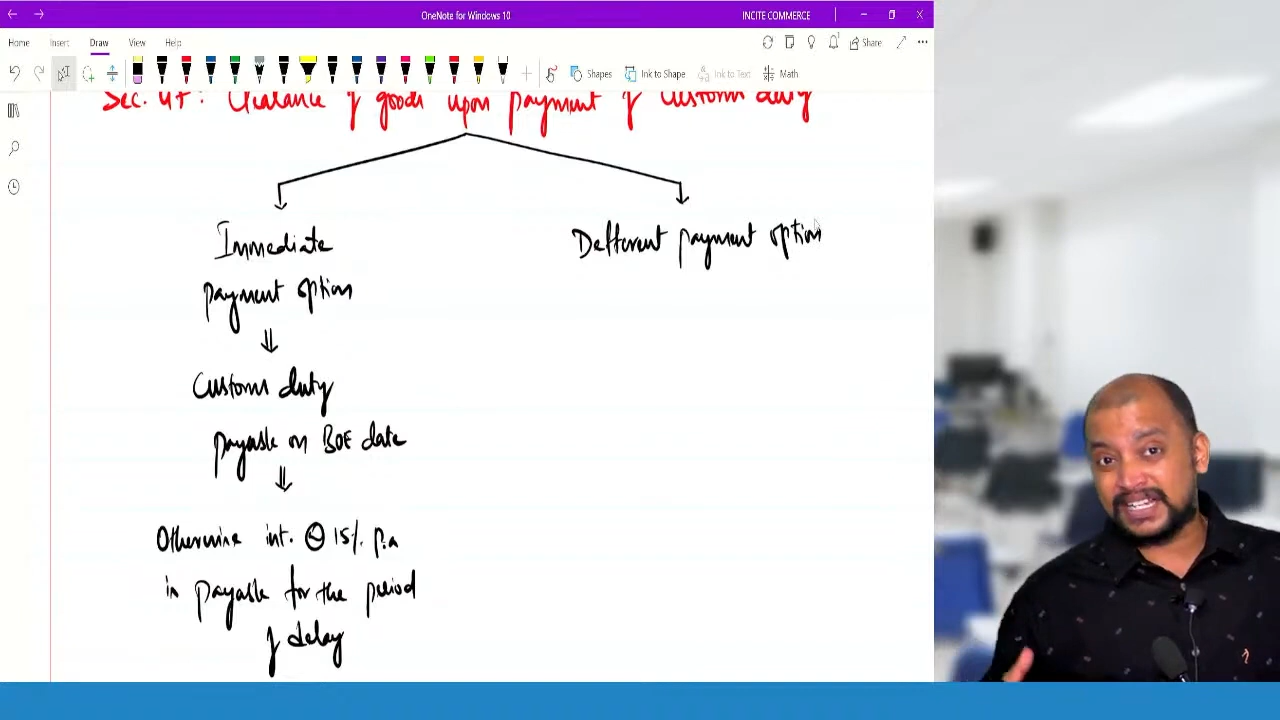 OneNote for Windows 10
INCITE COMMERCE
Home Insert Draw View Help
Share
Shapes Ink to Shape Ink to Text Math
Sec. 47: Clearance of goods upon payment of customs duty
Immediate
payment option
Customs duty
payable on BOE date
Otherwise int. @ 15%. p.a
is payable for the period
of delay
Defferent payment option